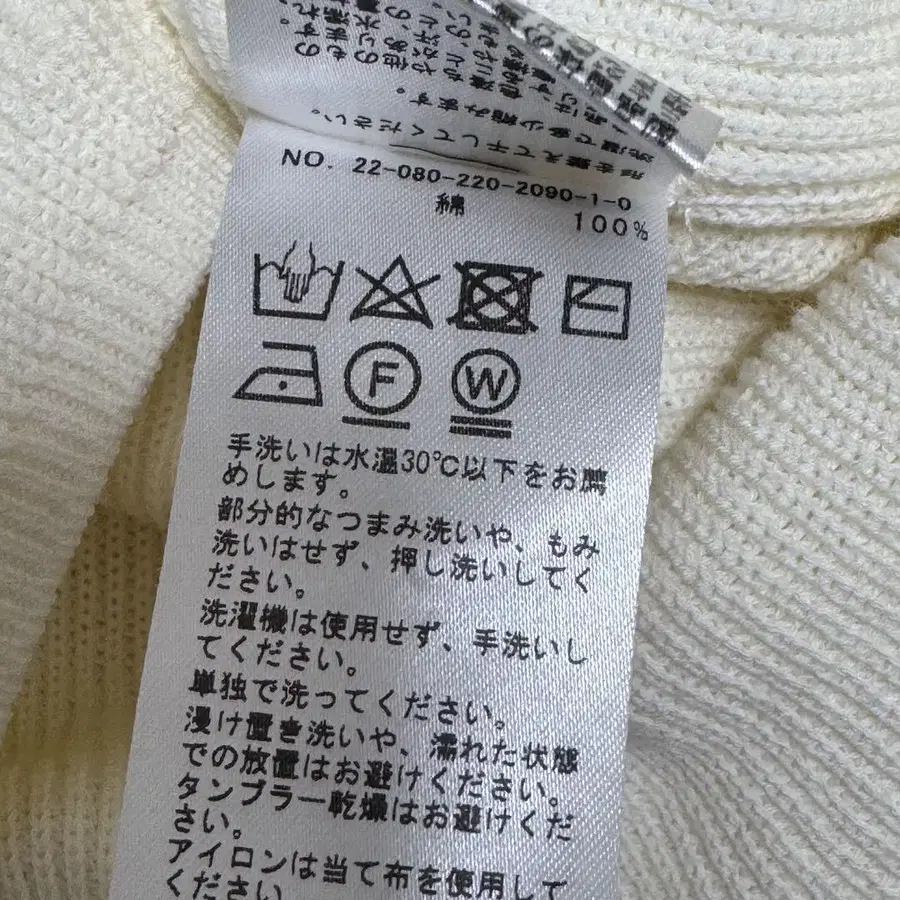 NO. 22-080-220-2090-1-0
綿 100%
F W
手洗いは水温30℃以下をお薦
めします。
部分的なつまみ洗いや、もみ
洗いはせず、押し洗いしてく
ださい。
洗濯機は使用せず、手洗いし
てください。
単独で洗ってください。
浸け置き洗いや、濡れた状態
での放置はお避けください。
タンブラー乾燥はお避けくだ
さい。
アイロンは当て布を使用して
ください。